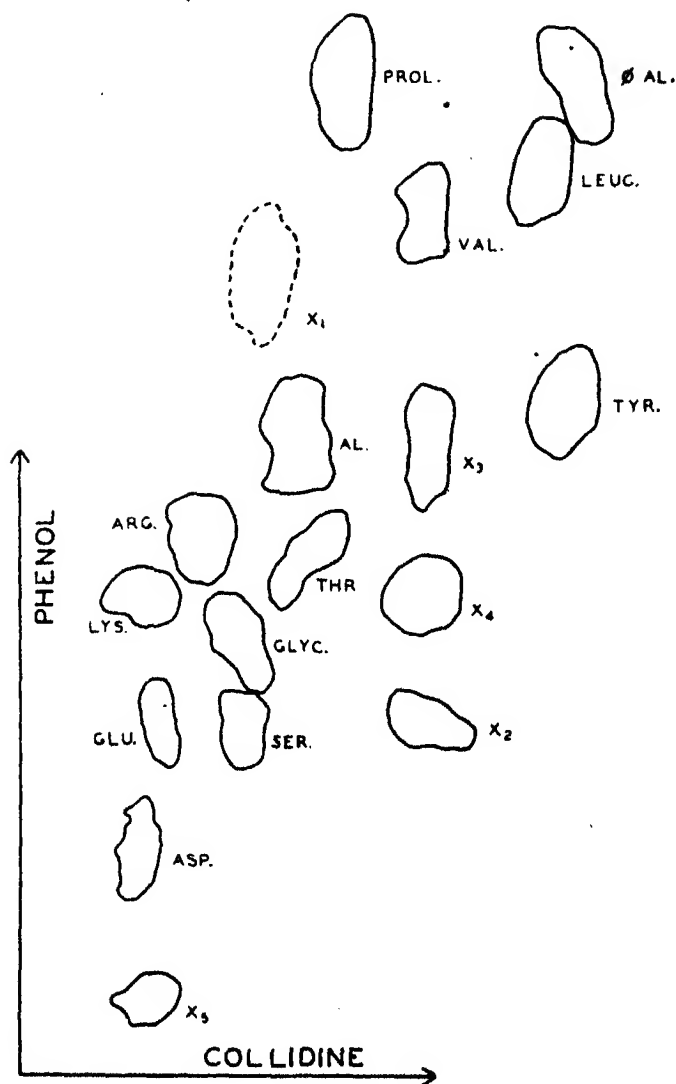 PROL.
Ø AL.
LEUC.
VAL.
X₁
TYR.
AL.
X₃
ARG.
THR
X₄
LYS.
GLYC.
GLU.
SER.
X₂
ASP.
X₅
PHENOL
COLLIDINE